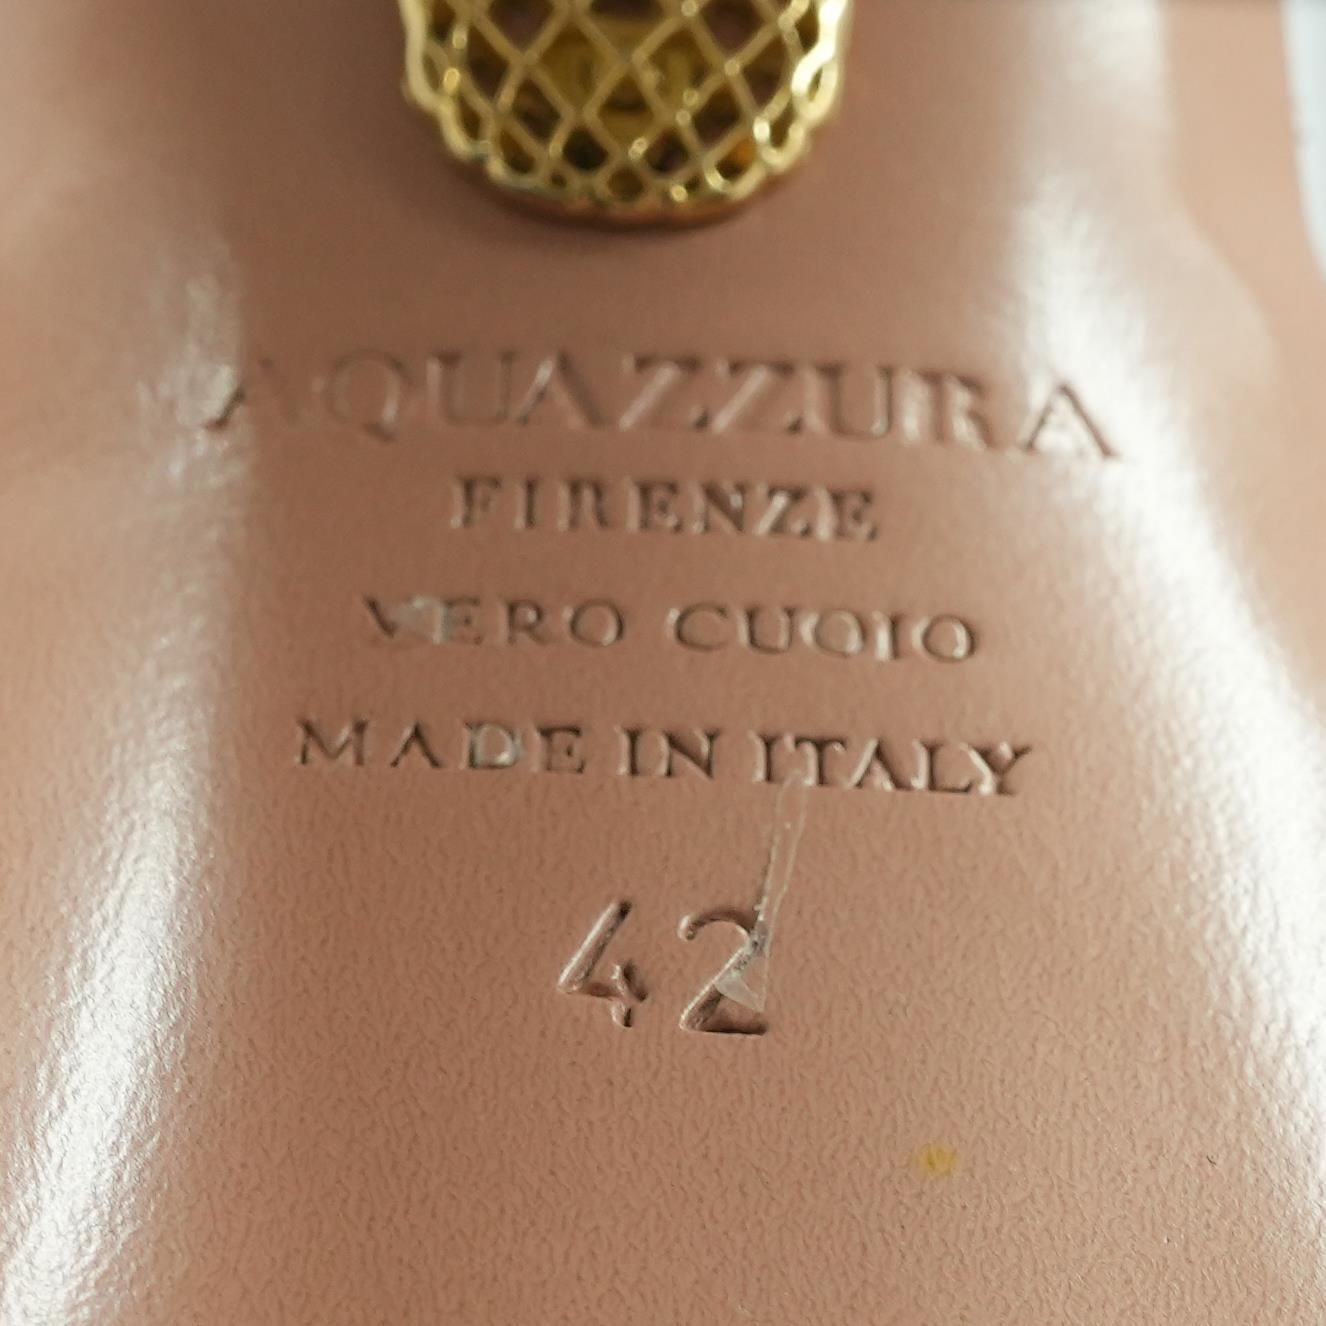 AQUAZZURA
FIRENZE
VERO CUOIO
MADE IN ITALY
42